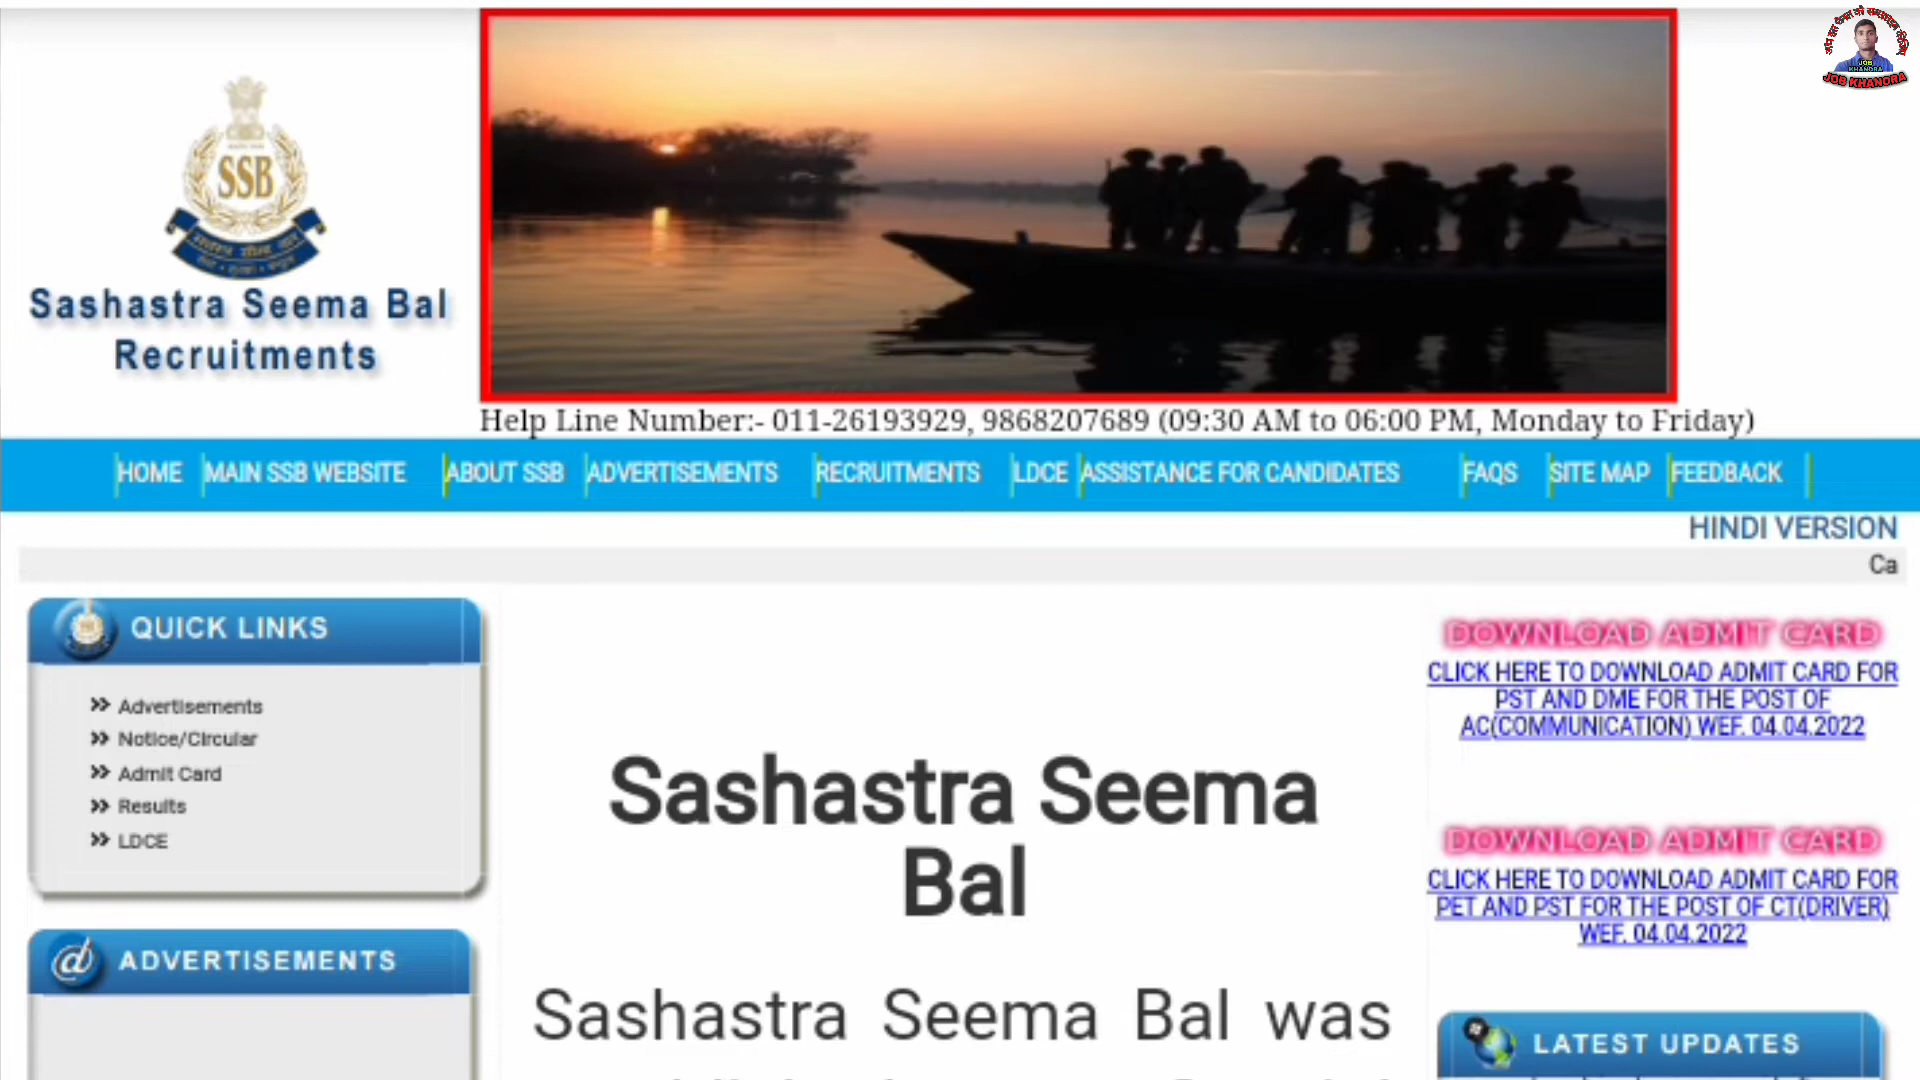 SSB
Sashastra Seema Bal
Recruitments
JOB
KHANDRA
JOB KHANDRA
Help Line Number:- 011-26193929, 9868207689 (09:30 AM to 06:00 PM, Monday to Friday)
HOME MAIN SSB WEBSITE ABOUT SSB ADVERTISEMENTS RECRUITMENTS LDCE ASSISTANCE FOR CANDIDATES FAQS SITE MAP FEEDBACK
HINDI VERSION
Ca
QUICK LINKS
Advertisements
Notice/Circular
Admit Card
Results
LDCE
ADVERTISEMENTS
Sashastra Seema
Bal
Sashastra Seema Bal was
DOWNLOAD ADMIT CARD
CLICK HERE TO DOWNLOAD ADMIT CARD FOR
PST AND DME FOR THE POST OF
AC(COMMUNICATION) WEF. 04.04.2022
DOWNLOAD ADMIT CARD
CLICK HERE TO DOWNLOAD ADMIT CARD FOR
PET AND PST FOR THE POST OF CT(DRIVER)
WEF. 04.04.2022
LATEST UPDATES